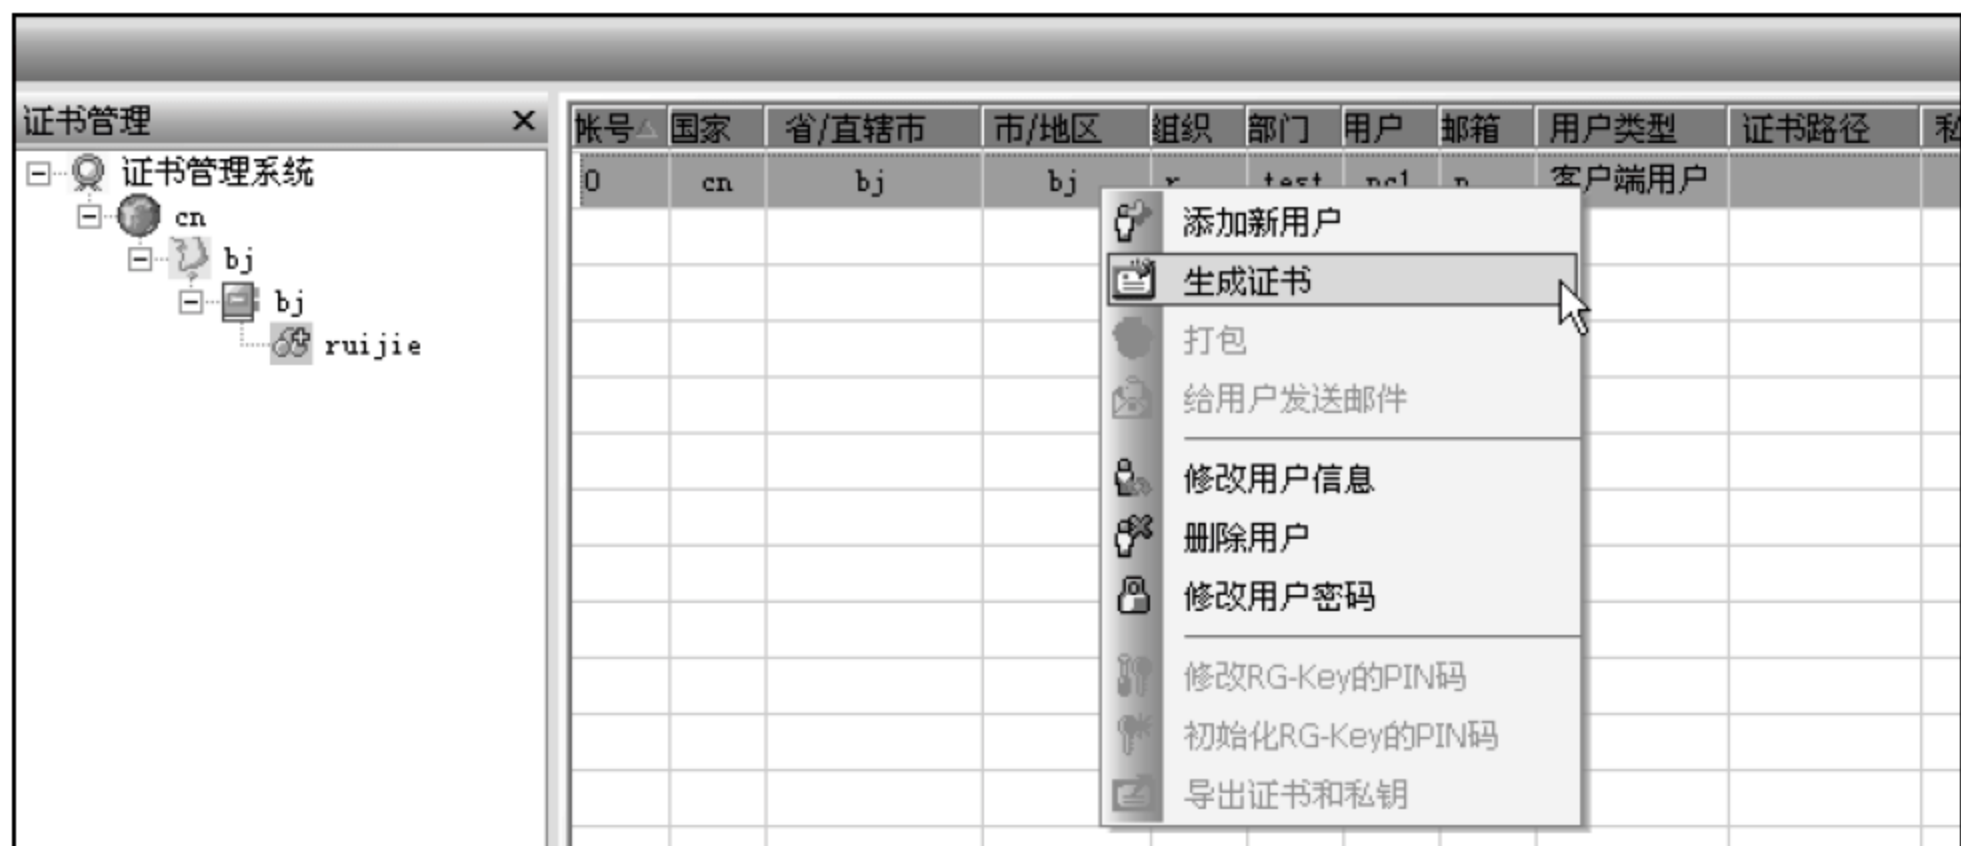 证书管理
证书管理系统
cn
bj
bj
ruijie
帐号 国家 省/直辖市 市/地区 组织 部门 用户 邮箱 用户类型 证书路径
0 cn bj bj r test pc1 客户端用户
添加新用户
生成证书
打包
给用户发送邮件
修改用户信息
删除用户
修改用户密码
修改RG-Key的PIN码
初始化RG-Key的PIN码
导出证书和私钥